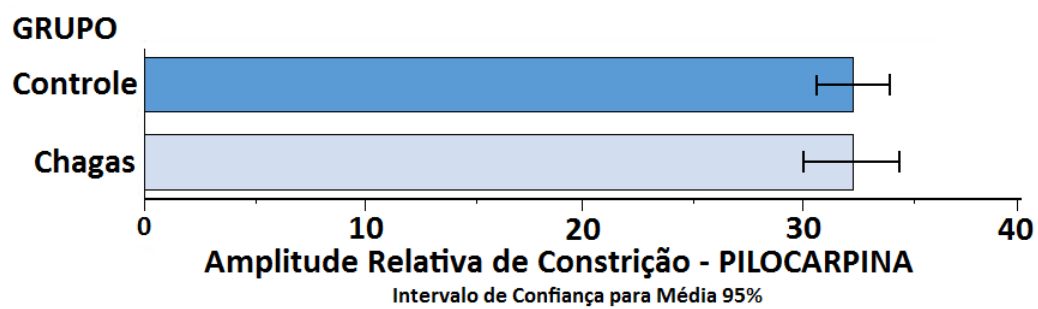 GRUPO
Controle
Chagas
0 10 20 30 40
Amplitude Relativa de Constrição - PILOCARPINA
Intervalo de Confiança para Média 95%